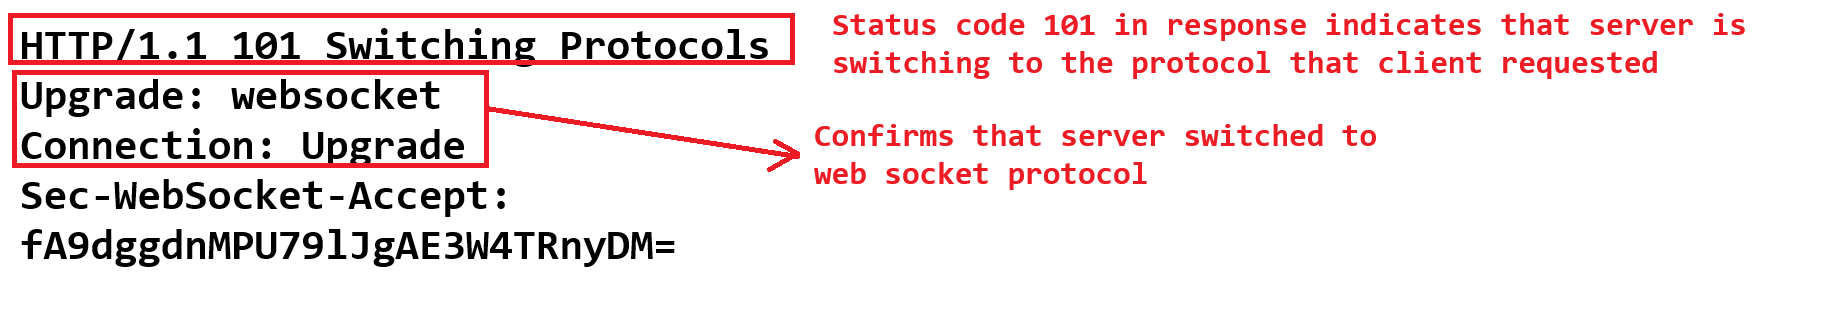 HTTP/1.1 101 Switching Protocols
Upgrade: websocket
Connection: Upgrade
Sec-WebSocket-Accept:
fA9dggdnMPU79lJgAE3W4TRnyDM=
Status code 101 in response indicates that server is
switching to the protocol that client requested
Confirms that server switched to
web socket protocol